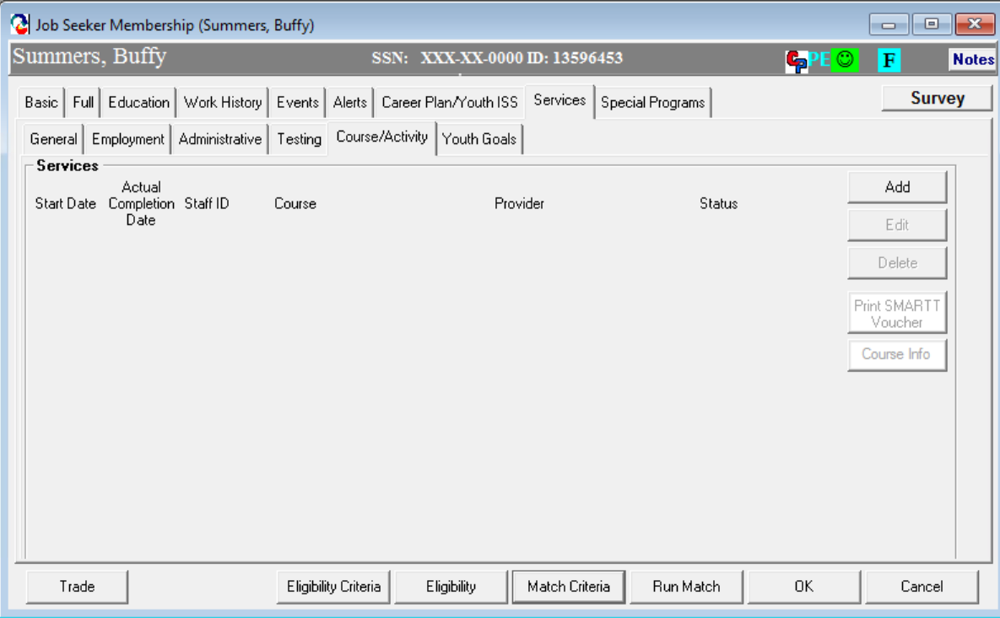 Job Seeker Membership (Summers, Buffy)
Summers, Buffy SSN: XXX-XX-0000 ID: 13596453 CP PE F Notes
Basic Full Education Work History Events Alerts Career Plan/Youth ISS Services Special Programs Survey
General Employment Administrative Testing Course/Activity Youth Goals
Services
Start Date Actual Completion Date Staff ID Course Provider Status
Add
Edit
Delete
Print SMARTT
Voucher
Course Info
Trade Eligibility Criteria Eligibility Match Criteria Run Match OK Cancel